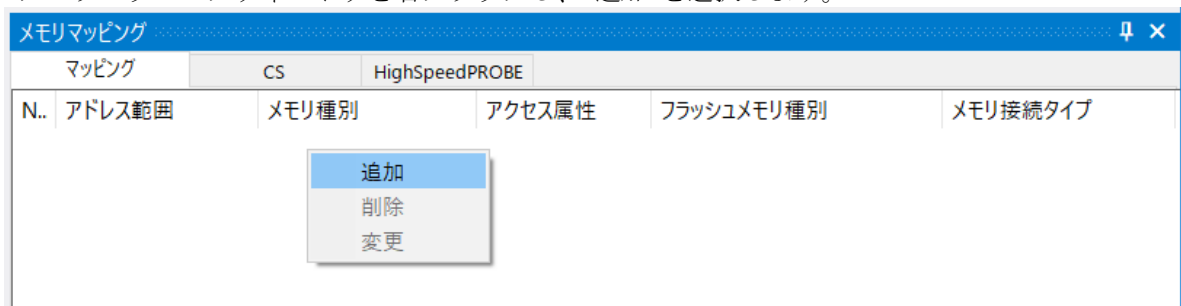 メモリマッピング
マッピング CS HighSpeedPROBE
N.. アドレス範囲 メモリ種別 アクセス属性 フラッシュメモリ種別 メモリ接続タイプ
追加
削除
変更